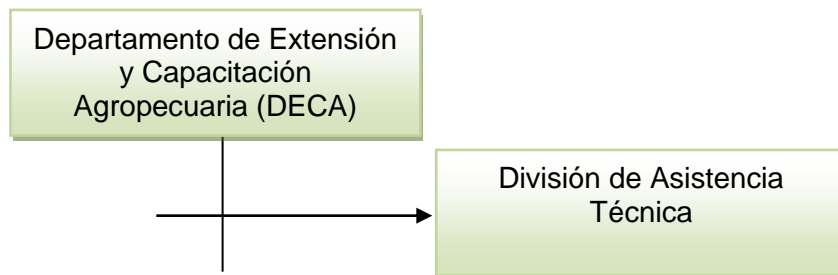 Departamento de Extensión
y Capacitación
Agropecuaria (DECA)
División de Asistencia
Técnica